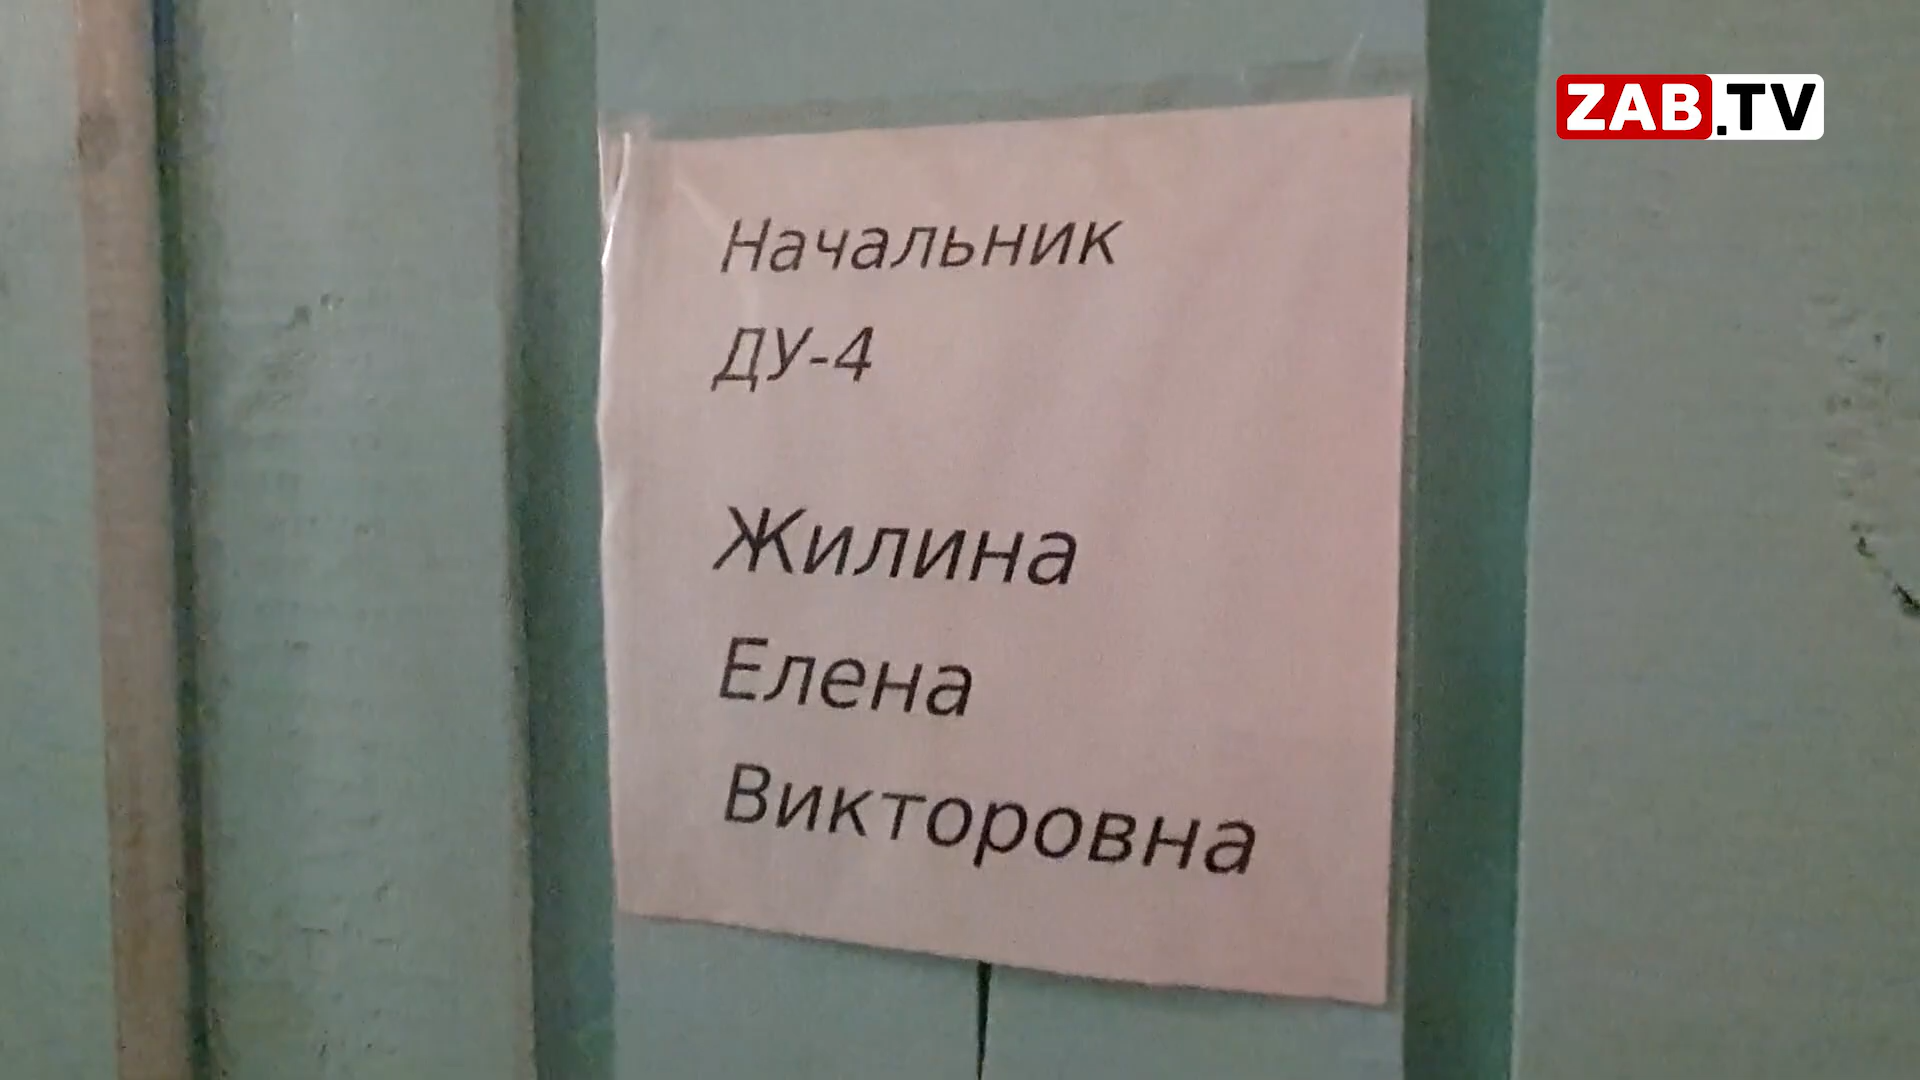 ZAB.TV
Начальник
ДУ-4
Жилина
Елена
Викторовна